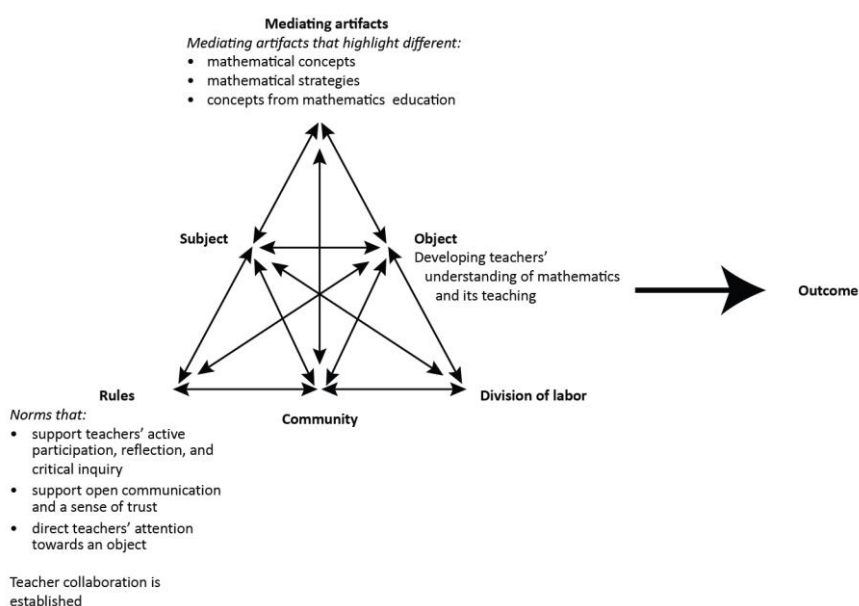 Mediating artifacts
Mediating artifacts that highlight different:
• mathematical concepts
• mathematical strategies
• concepts from mathematics education
Subject
Object
Developing teachers’
understanding of mathematics
and its teaching
Outcome
Rules
Community
Division of labor
Norms that:
• support teachers’ active
participation, reflection, and
critical inquiry
• support open communication
and a sense of trust
• direct teachers’ attention
towards an object
Teacher collaboration is
established